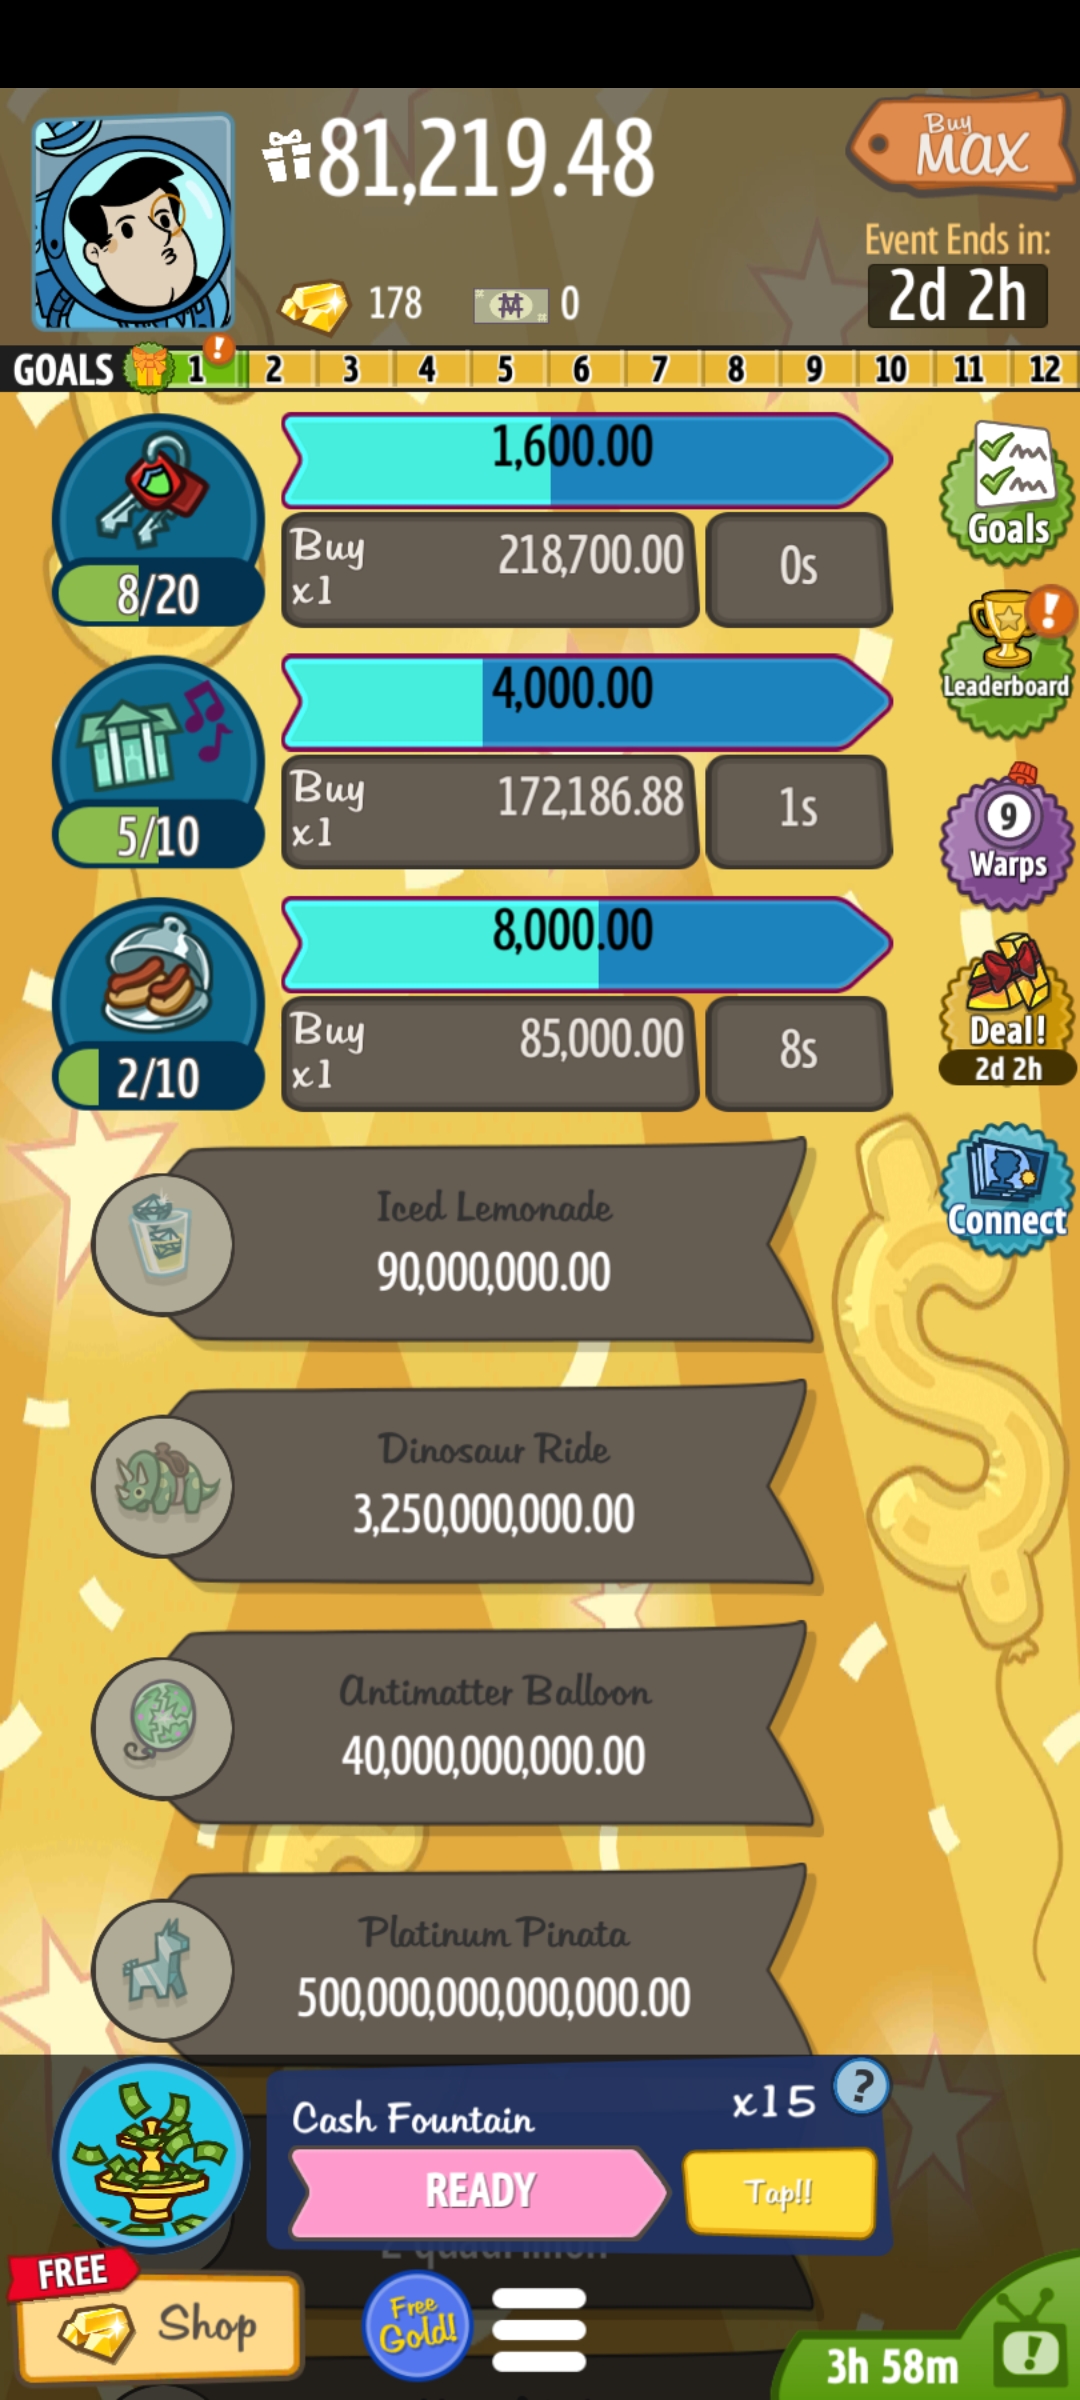 81,219.48
Buy
MAX
Event Ends in:
2d 2h
178
0
GOALS 1 ! 2 3 4 5 6 7 8 9 10 11 12
1,600.00
8/20
Buy
x1
218,700.00
0s
Goals
4,000.00
5/10
Buy
x1
172,186.88
1s
!
Leaderboard
9
Warps
8,000.00
2/10
Buy
x1
85,000.00
8s
Deal!
2d 2h
Connect
Iced Lemonade
90,000,000.00
Dinosaur Ride
3,250,000,000.00
Antimatter Balloon
40,000,000,000.00
Platinum Pinata
500,000,000,000,000.00
Cash Fountain
x15
?
READY
Tap!!
FREE
Shop
Free
Gold!
3h 58m
!